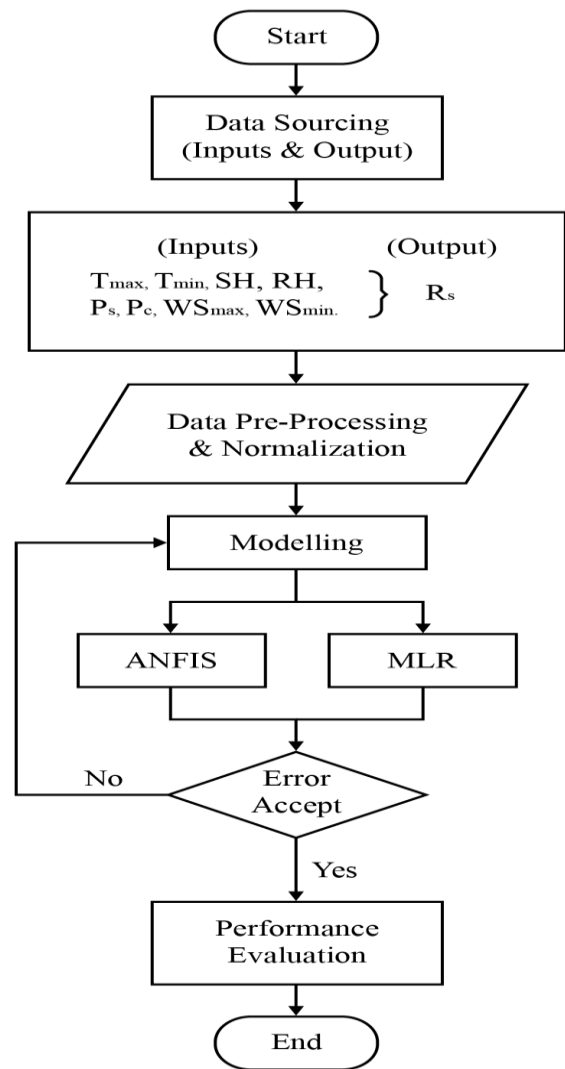 Start
Data Sourcing
(Inputs & Output)
(Inputs) (Output)
Tmax, Tmin, SH, RH,
Ps, Pc, WSmax, WSmin. } Rs
Data Pre-Processing
& Normalization
Modelling
ANFIS MLR
No
Error
Accept
Yes
Performance
Evaluation
End